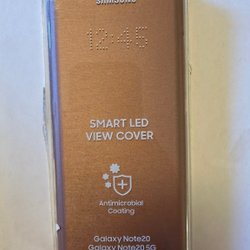 SAMSUNG
12:45
SMART LED
VIEW COVER
Antimicrobial
Coating
Galaxy Note20
Galaxy Note20 5G